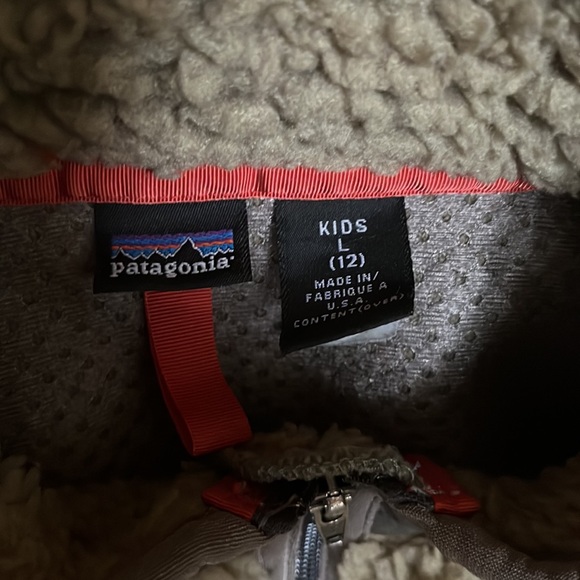 patagonia
KIDS
L
(12)
MADE IN/
FABRIQUE A
U.S.A.
CONTENT(OVER)